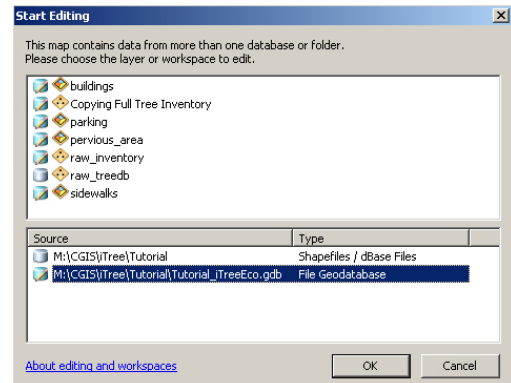 Start Editing
This map contains data from more than one database or folder.
Please choose the layer or workspace to edit.
buildings
Copying Full Tree Inventory
parking
pervious_area
raw_inventory
raw_treedb
sidewalks
Source Type
M:\CGIS\iTree\Tutorial Shapefiles / dBase Files
M:\CGIS\iTree\Tutorial\Tutorial_iTreeEco.gdb File Geodatabase
About editing and workspaces OK Cancel